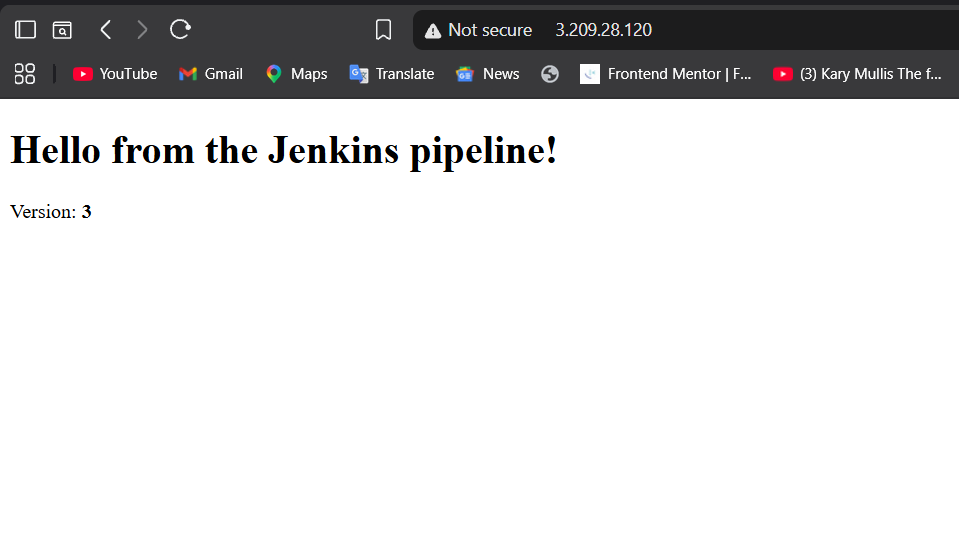 Not secure 3.209.28.120
YouTube Gmail Maps Translate News Frontend Mentor | F... (3) Kary Mullis The f...
Hello from the Jenkins pipeline!
Version: 3